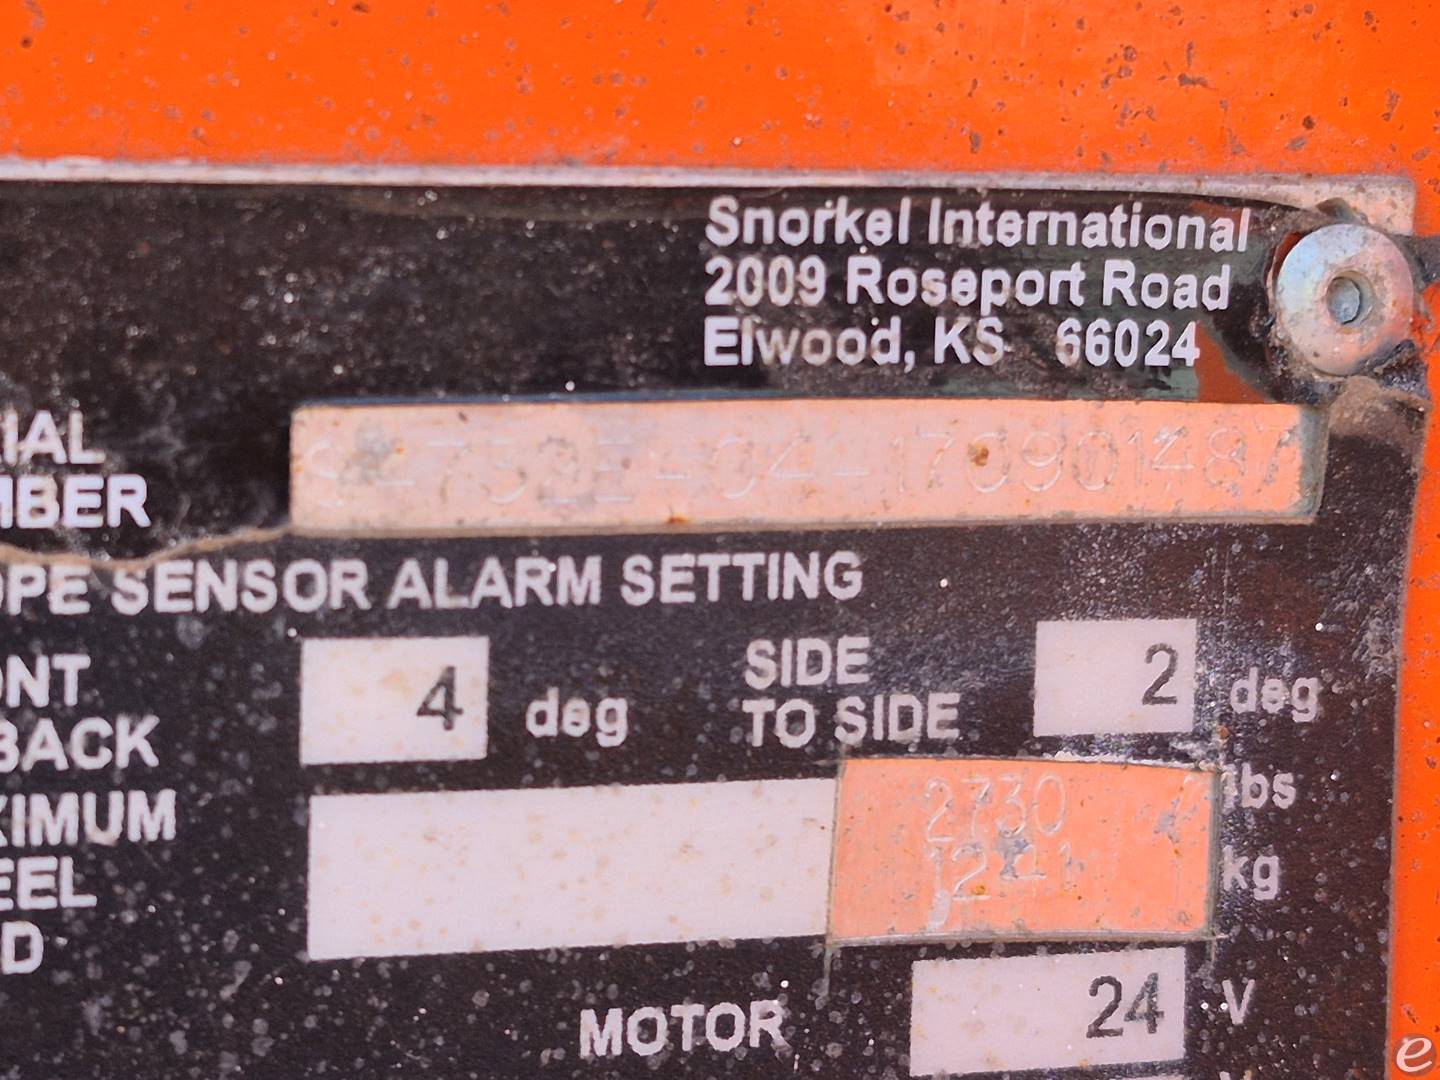 Snorkel International
2009 Roseport Road
Elwood, KS 66024
IAL
MBER
OPE SENSOR ALARM SETTING
ONT
BACK
4 deg
SIDE
TO SIDE
2 deg
XIMUM
EEL
D
2730 lbs
kg
MOTOR 24 V
e